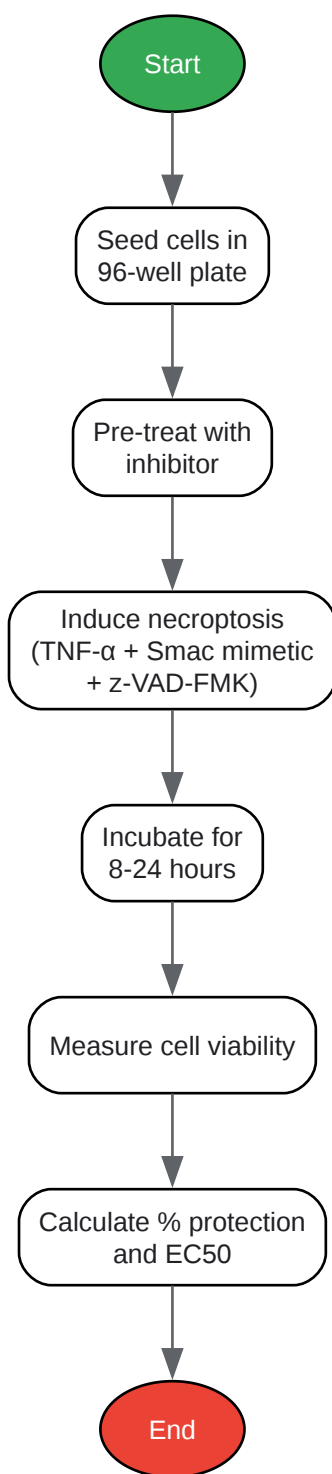 Start
Seed cells in
96-well plate
Pre-treat with
inhibitor
Induce necroptosis
(TNF-α + Smac mimetic
+ z-VAD-FMK)
Incubate for
8-24 hours
Measure cell viability
Calculate % protection
and EC50
End